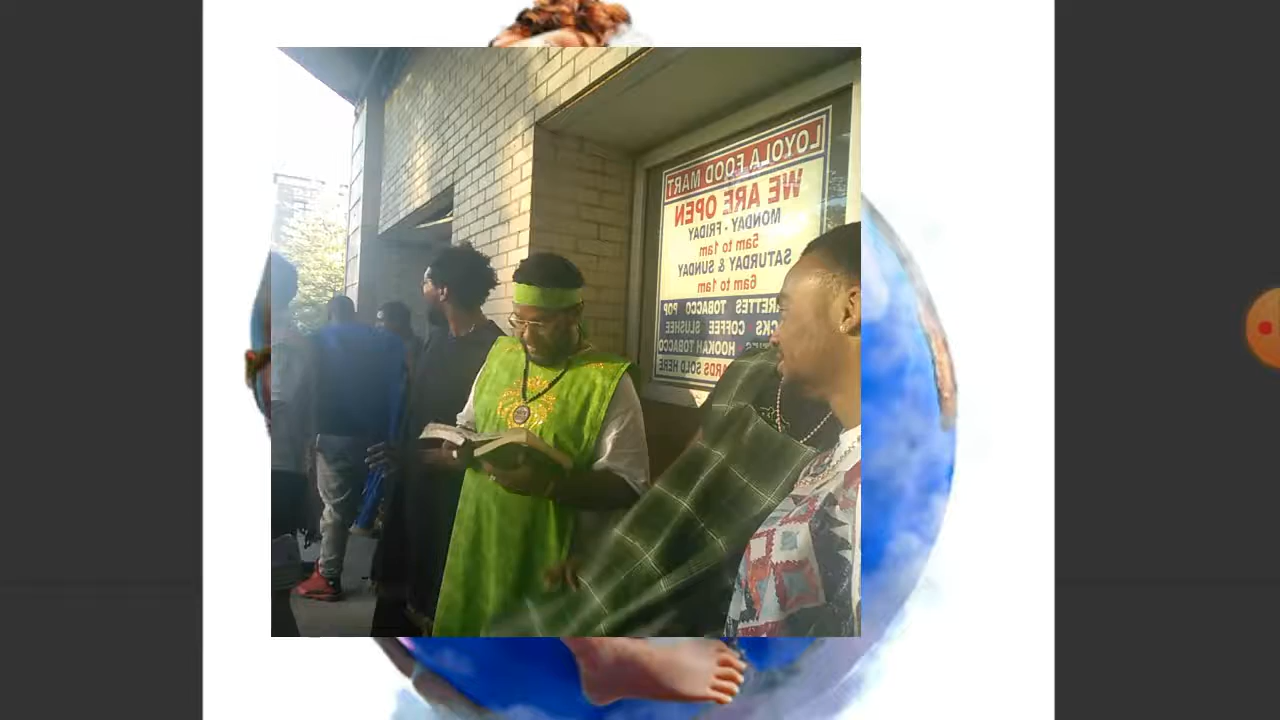 LOYOLA FOOD MART
WE ARE OPEN
MONDAY - FRIDAY
5am to 1am
SATURDAY & SUNDAY
6am to 1am
TOBACCO POP
COFFEE SLUSHEE
HOOKAH TOBACCO
SOLD HERE